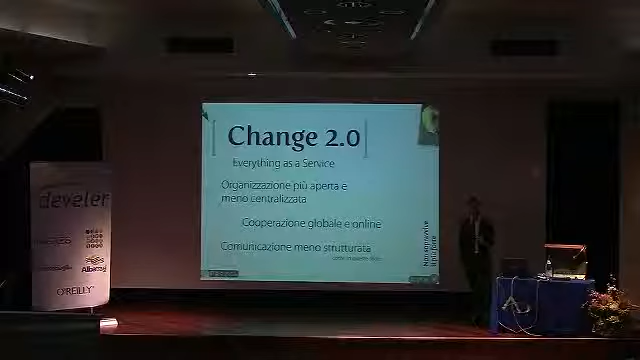 Change 2.0
Everything as a Service
Organizzazione più aperta e
meno centralizzata
Cooperazione globale e online
Comunicazione meno strutturata
develer
O'REILLY